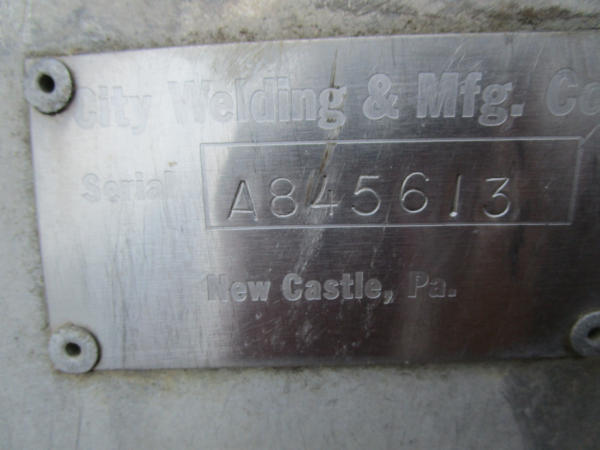 City Welding & Mfg. Co
Serial A845613
New Castle, Pa.